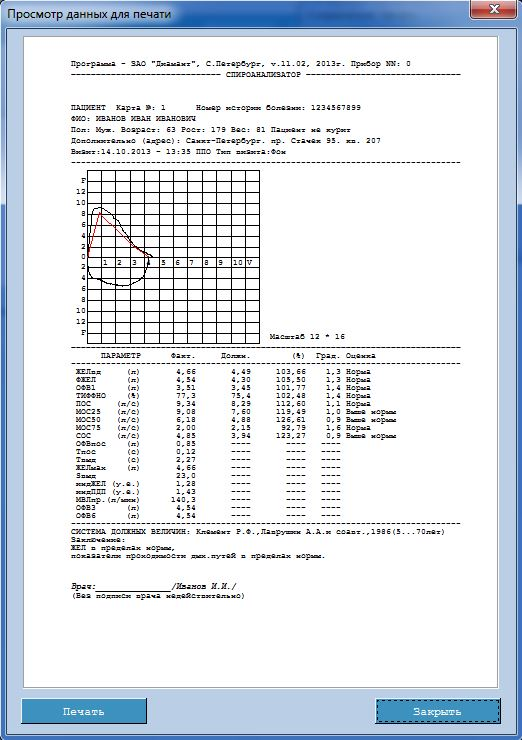 Просмотр данных для печати
Программа - ЗАО "Диамант", С.Петербург, v.11.02, 2013г. Прибор NN: 0
СПИРОАНАЛИЗАТОР
ПАЦИЕНТ Карта №: 1 Номер истории болезни: 1234567899
ФИО: ИВАНОВ ИВАН ИВАНОВИЧ
Пол: Муж. Возраст: 63 Рост: 179 Вес: 81 Пациент не курит
Дополнительно (адрес): Санкт-Петербург. пр. Стачек 95. кв. 207
Визит:14.10.2013 - 13:35 ППО Тип визита:Фон
F
12
10
8
6
4
2
0 1 2 3 4 5 6 7 8 9 10 V
2
4
6
8
10
12
F
Масштаб 12 * 16
ПАРАМЕТР Факт. Должн. (%) Град. Оценка
ЖЕЛвд (л) 4,66 4,49 103,66 1,3 Норма
ФЖЕЛ (л) 4,54 4,30 105,50 1,3 Норма
ОФВ1 (л) 3,51 3,45 101,77 1,4 Норма
ТИФФНО (%) 77,3 75,4 102,48 1,4 Норма
ПОС (л/с) 9,34 8,29 112,60 1,1 Норма
МОС25 (л/с) 9,08 7,60 119,49 1,0 Выше нормы
МОС50 (л/с) 6,18 4,88 126,61 0,9 Выше нормы
МОС75 (л/с) 2,00 2,15 92,79 1,6 Норма
СОС (л/с) 4,85 3,94 123,27 0,9 Выше нормы
ОФВпос (л) 0,85 ---- ---- ----
Тпос (с) 0,12 ---- ---- ----
Твыд (с) 2,27 ---- ---- ----
ЖЕЛмах (л) 4,66 ---- ---- ----
Sвыд 23,0 ---- ---- ----
индЖЕЛ (у.е.) 1,28 ---- ---- ----
индПДП (у.е.) 1,43 ---- ---- ----
МВЛпр.(л/мин) 140,3 ---- ---- ----
ОФВ3 (л) 4,54 ---- ---- ----
ОФВ6 (л) 4,54 ---- ---- ----
СИСТЕМА ДОЛЖНЫХ ВЕЛИЧИН: Клемент Р.Ф.,Лаврушин А.А.и соавт.,1986(5...70лет)
Заключение:
ЖЕЛ в пределах нормы,
показатели проходимости дых.путей в пределах нормы.
Врач:________________/Иванов И.И./
(Без подписи врача недействительно)
Печать
Закрыть